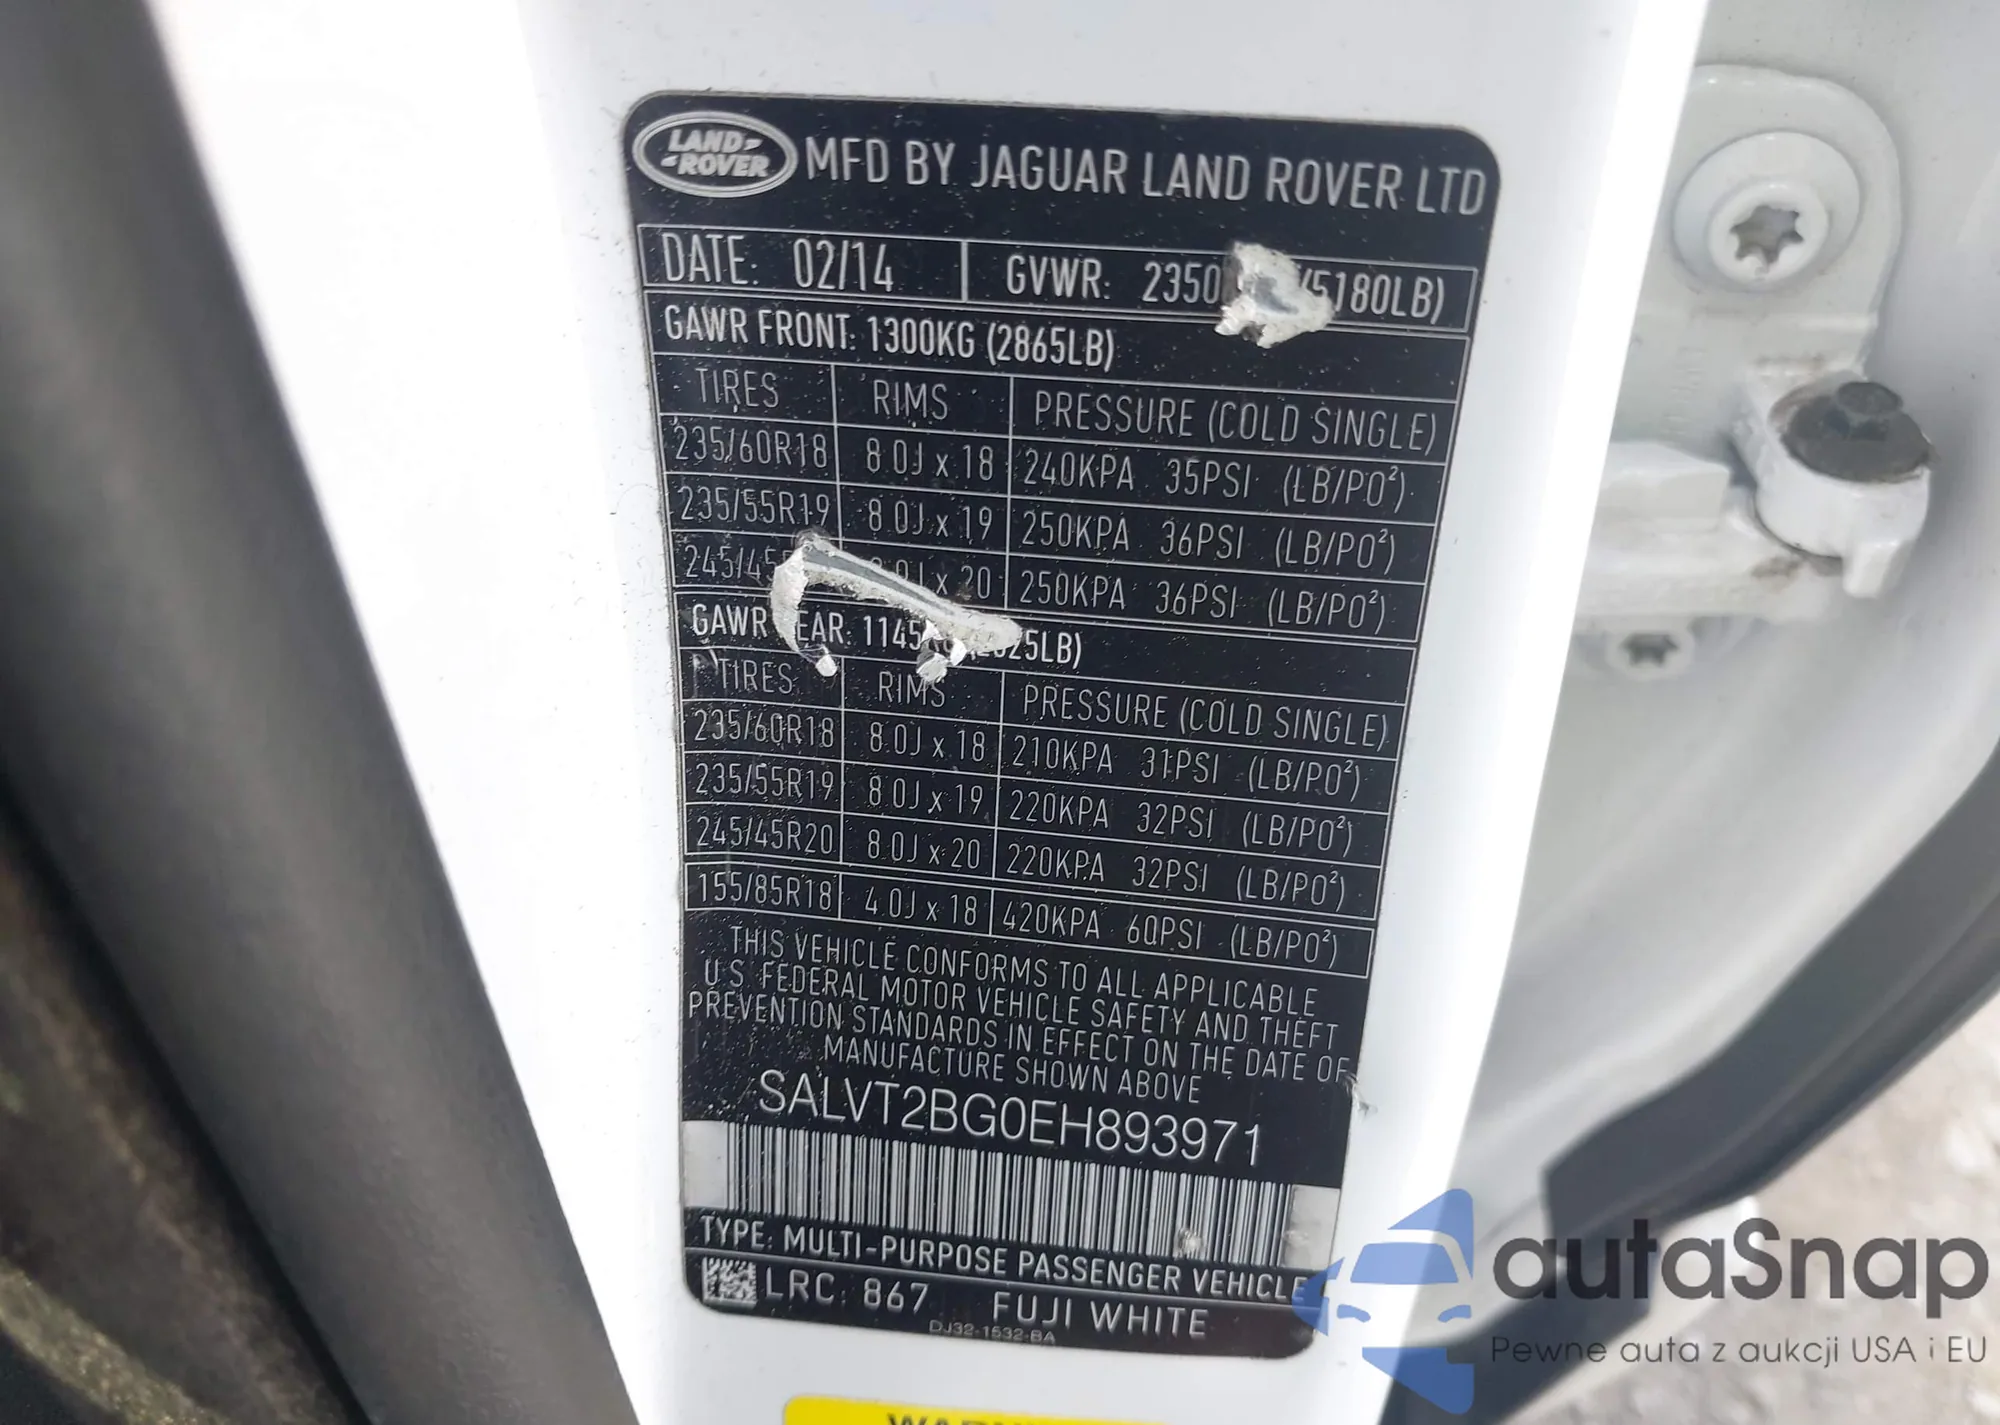 LAND ROVER MFD BY JAGUAR LAND ROVER LTD
DATE: 02/14 GVWR: 2350 (5180LB)
GAWR FRONT: 1300KG (2865LB)
TIRES RIMS PRESSURE (COLD SINGLE)
235/60R18 8.0J x 18 240KPA 35PSI (LB/PO²)
235/55R19 8.0J x 19 250KPA 36PSI (LB/PO²)
245/45 x 20 250KPA 36PSI (LB/PO²)
GAWR EAR: 1145 25LB)
TIRES RIMS PRESSURE (COLD SINGLE)
235/60R18 8.0J x 18 210KPA 31PSI (LB/PO²)
235/55R19 8.0J x 19 220KPA 32PSI (LB/PO²)
245/45R20 8.0J x 20 220KPA 32PSI (LB/PO²)
155/85R18 4.0J x 18 420KPA 60PSI (LB/PO²)
THIS VEHICLE CONFORMS TO ALL APPLICABLE
U.S. FEDERAL MOTOR VEHICLE SAFETY AND THEFT
PREVENTION STANDARDS IN EFFECT ON THE DATE OF
MANUFACTURE SHOWN ABOVE
SALVT2BG0EH893971
TYPE: MULTI-PURPOSE PASSENGER VEHICLE
LRC: 867 FUJI WHITE
DJ32-1532-BA
autaSnap
Pewne auta z aukcji USA i EU